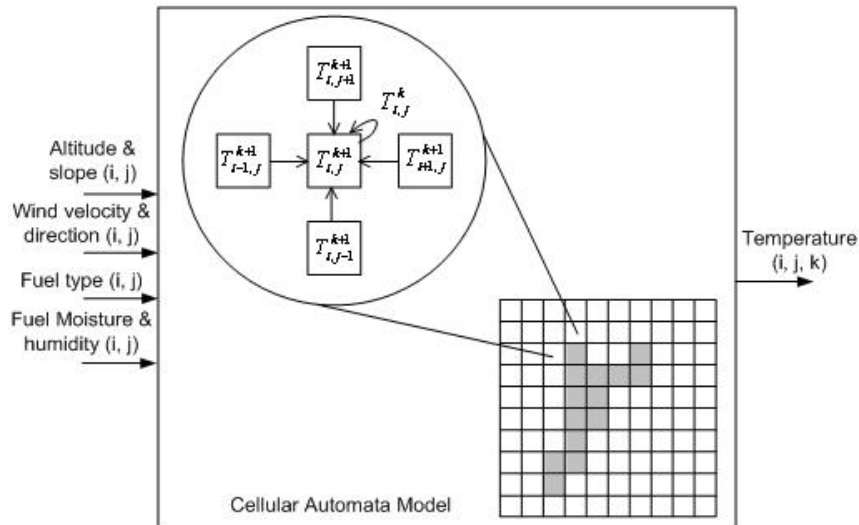 T^{k+1}_{i,j+1}
T^{k}_{i,j}
T^{k+1}_{i-1,j}
T^{k+1}_{i,j}
T^{k+1}_{i+1,j}
T^{k+1}_{i,j-1}
Altitude &
slope (i, j)
Wind velocity &
direction (i, j)
Fuel type (i, j)
Fuel Moisture &
humidity (i, j)
Temperature
(i, j, k)
Cellular Automata Model